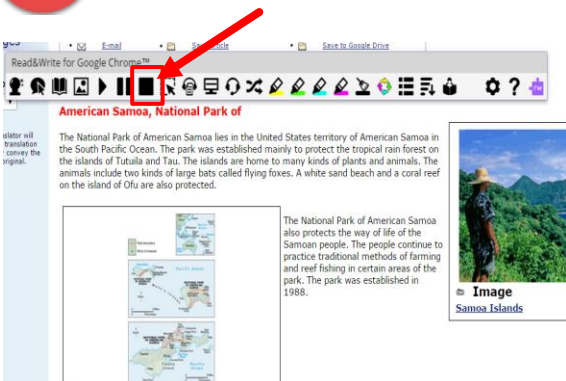 E-mail
Save to Google Drive
Read&Write for Google Chrome™
American Samoa, National Park of
slator will
translation
convey the
original.
The National Park of American Samoa lies in the United States territory of American Samoa in
the South Pacific Ocean. The park was established mainly to protect the tropical rain forest on
the islands of Tutuila and Tau. The islands are home to many kinds of plants and animals. The
animals include two kinds of large bats called flying foxes. A white sand beach and a coral reef
on the island of Ofu are also protected.
The National Park of American Samoa
also protects the way of life of the
Samoan people. The people continue to
practice traditional methods of farming
and reef fishing in certain areas of the
park. The park was established in
1988.
Image
Samoa Islands